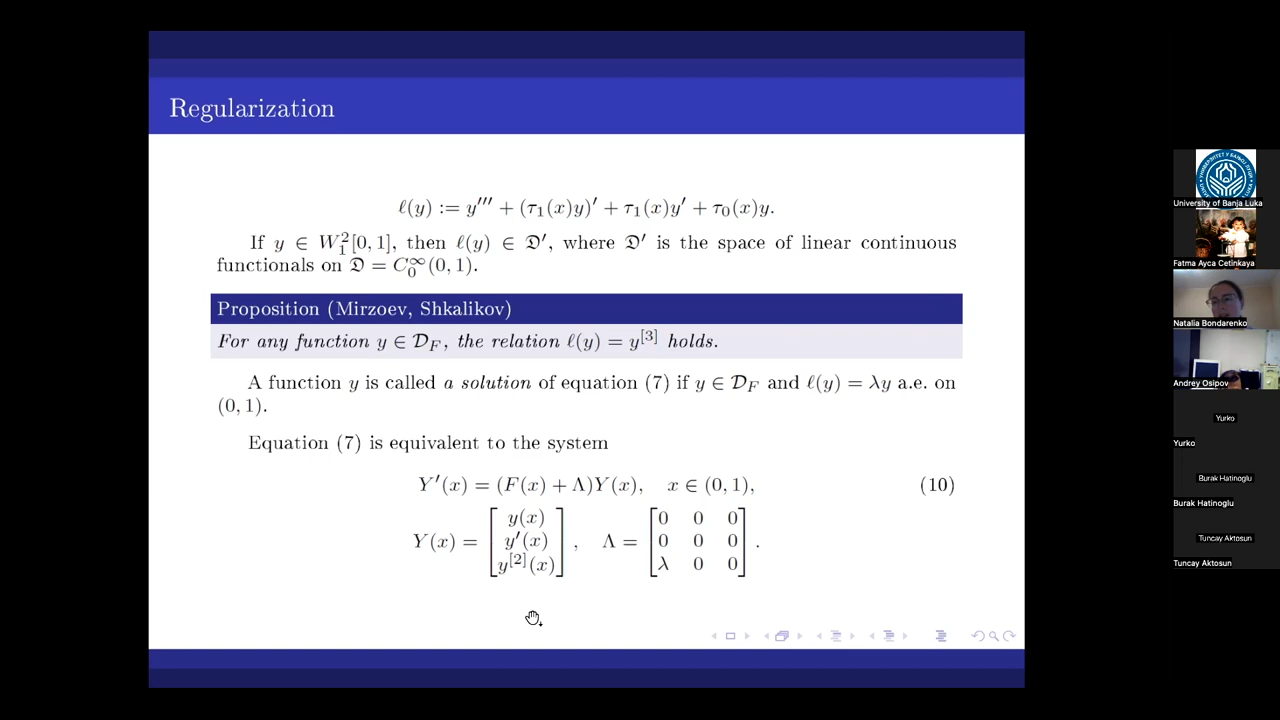 Regularization
ℓ(y) := y′′′ + (τ₁(x)y)′ + τ₁(x)y′ + τ₀(x)y.
If y ∈ W₁²[0, 1], then ℓ(y) ∈ 𝔇′, where 𝔇′ is the space of linear continuous
functionals on 𝔇 = C₀^∞(0, 1).
Proposition (Mirzoev, Shkalikov)
For any function y ∈ 𝒟_F, the relation ℓ(y) = y^[3] holds.
A function y is called a solution of equation (7) if y ∈ 𝒟_F and ℓ(y) = λy a.e. on
(0, 1).
Equation (7) is equivalent to the system
Y′(x) = (F(x) + Λ)Y(x), x ∈ (0, 1), (10)
Y(x) = [y(x) y′(x) y^[2](x)], Λ = [0 0 0; 0 0 0; λ 0 0].
University of Banja Luka
Fatma Ayca Cetinkaya
Natalia Bondarenko
Andrey Osipov
Yurko
Yurko
Burak Hatinoglu
Burak Hatinoglu
Tuncay Aktosun
Tuncay Aktosun